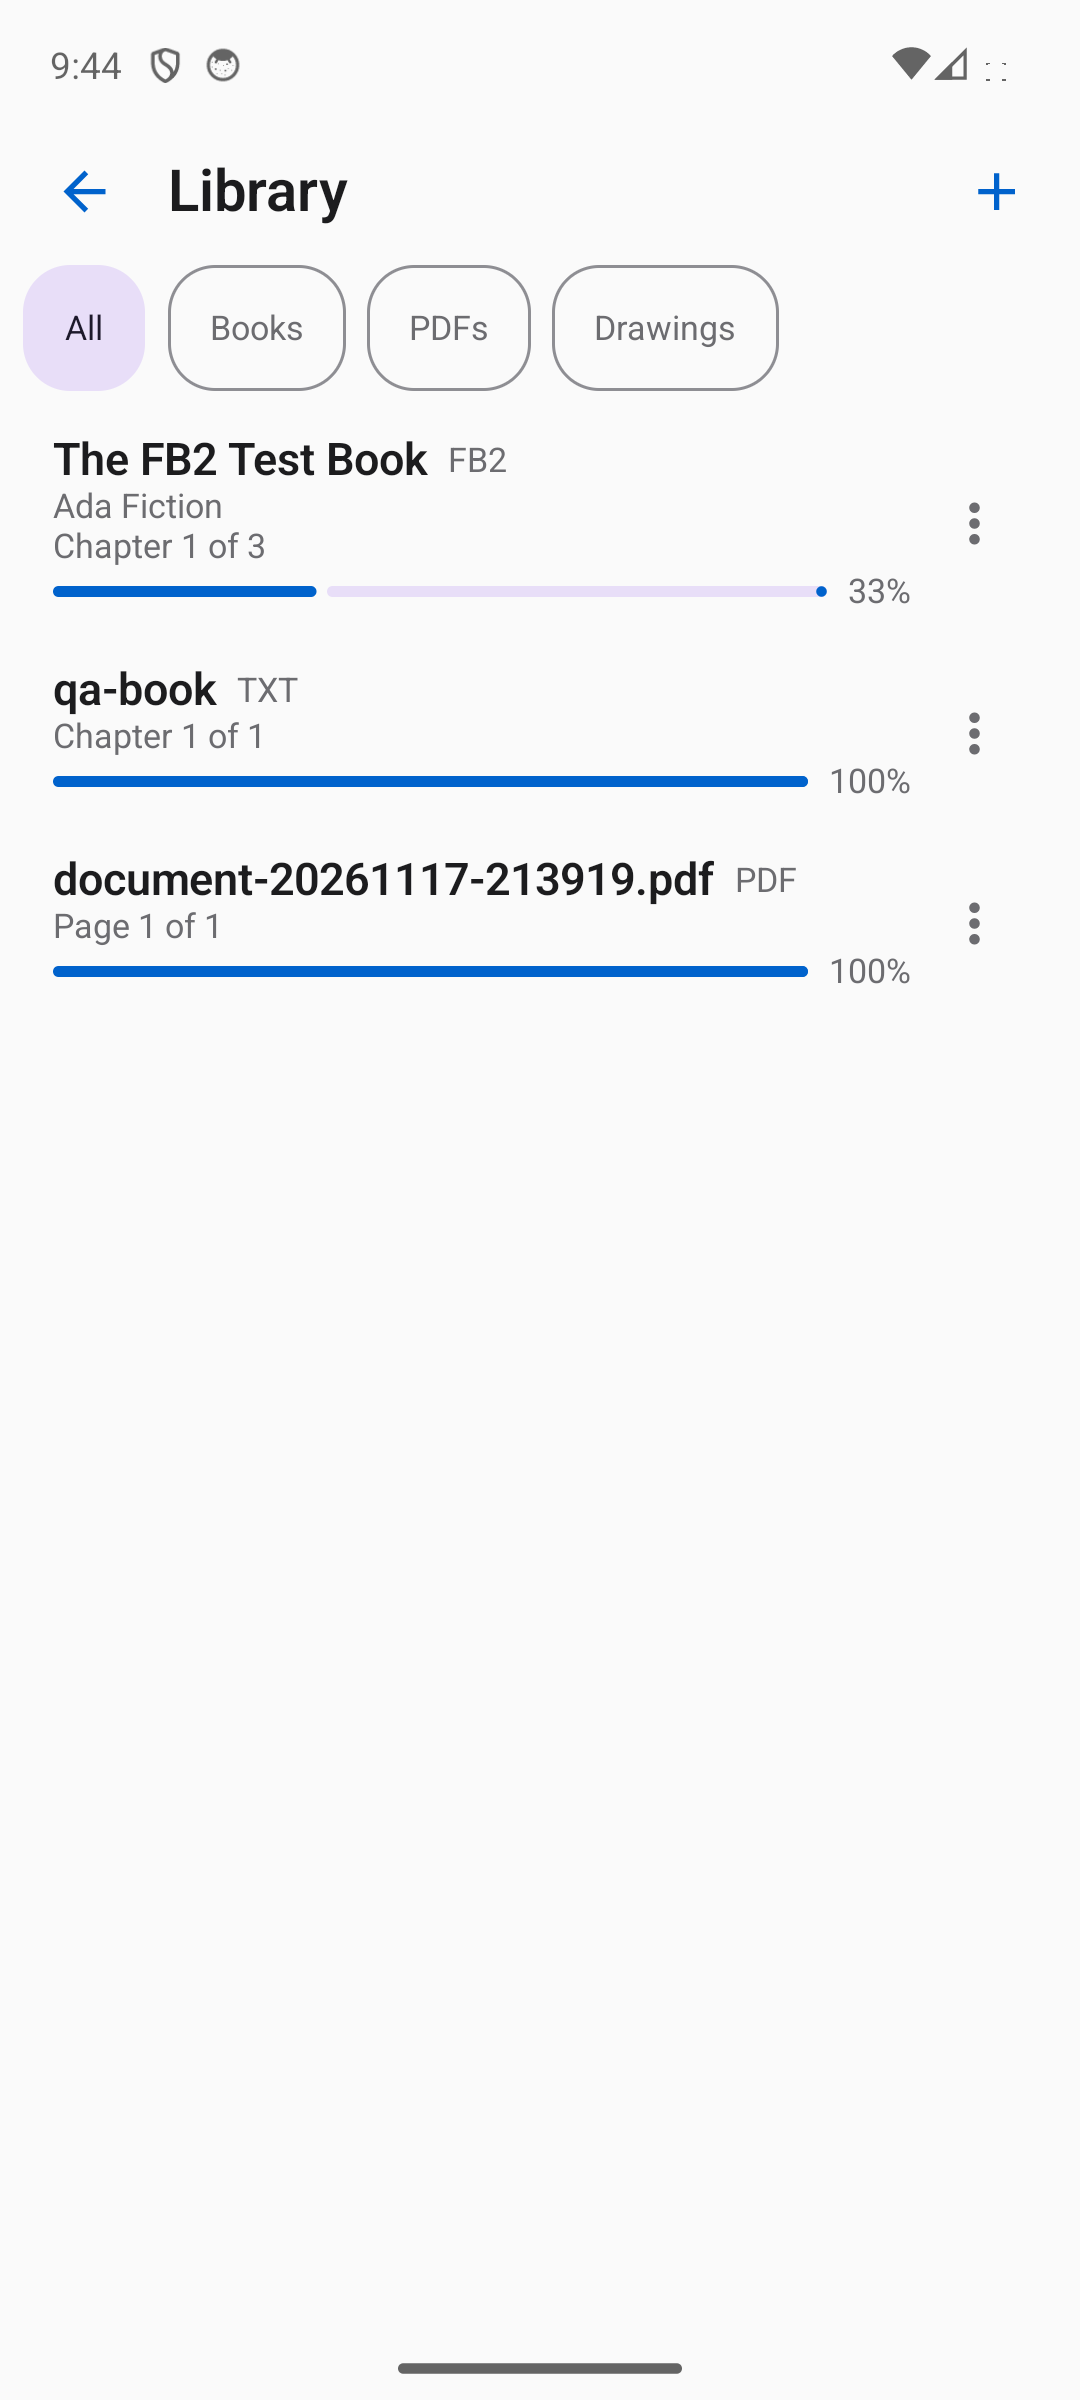 9:44
Library
All
Books
PDFs
Drawings
The FB2 Test Book FB2
Ada Fiction
Chapter 1 of 3
33%
qa-book TXT
Chapter 1 of 1
100%
document-20261117-213919.pdf PDF
Page 1 of 1
100%